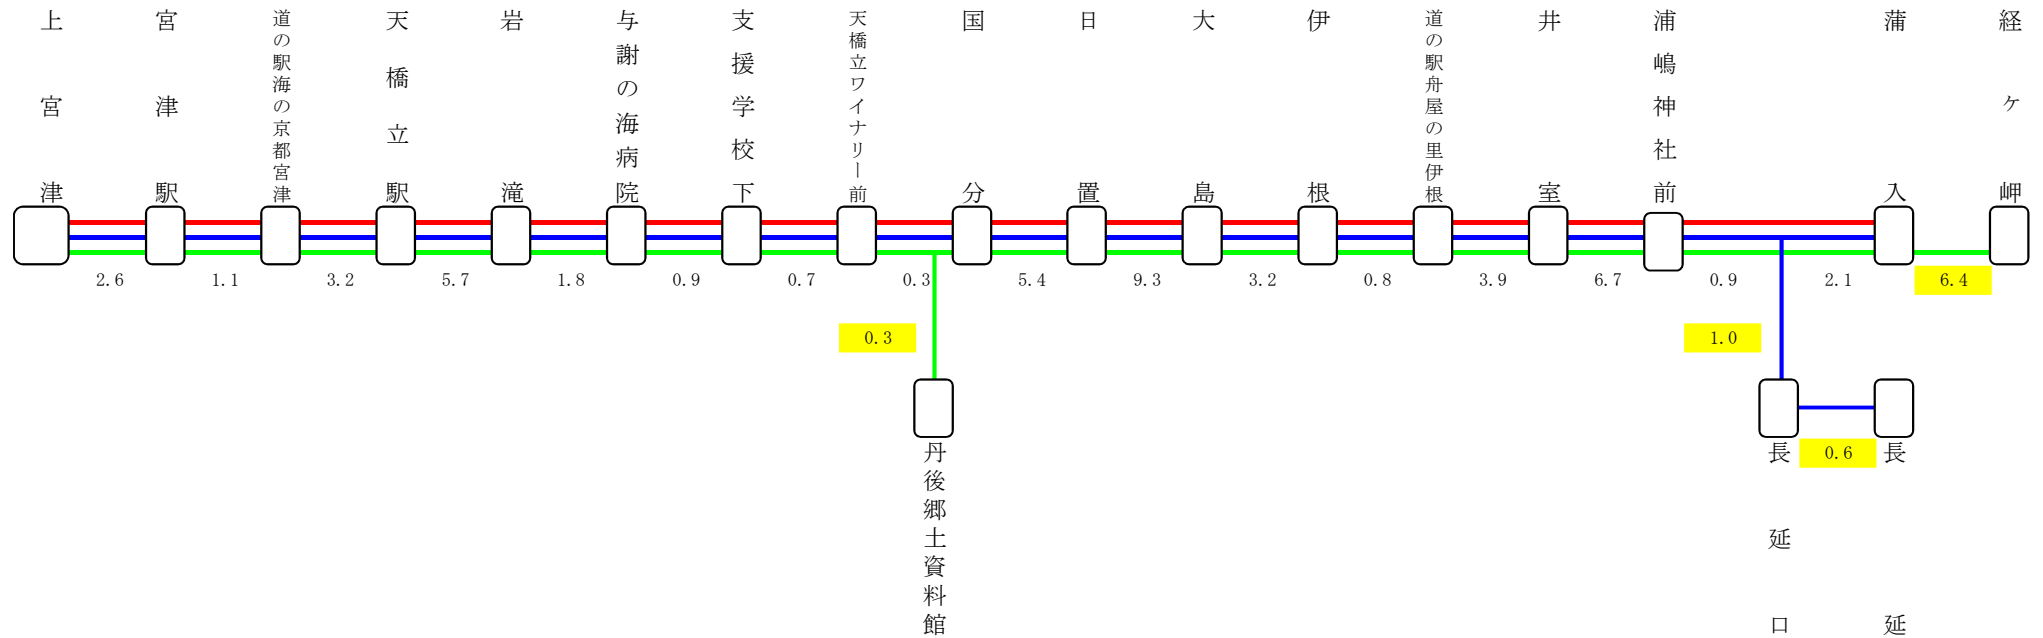 上宮津
宮津駅
道の駅海の京都宮津
天橋立駅
岩滝
与謝の海病院
支援学校下
天橋立ワイナリー前
国分
日置
大島
伊根
道の駅舟屋の里伊根
井室
浦嶋神社前
蒲入
経ヶ岬
2.6
1.1
3.2
5.7
1.8
0.9
0.7
0.3
5.4
9.3
3.2
0.8
3.9
6.7
0.9
2.1
6.4
0.3
1.0
0.6
丹後郷土資料館
長延口
長延